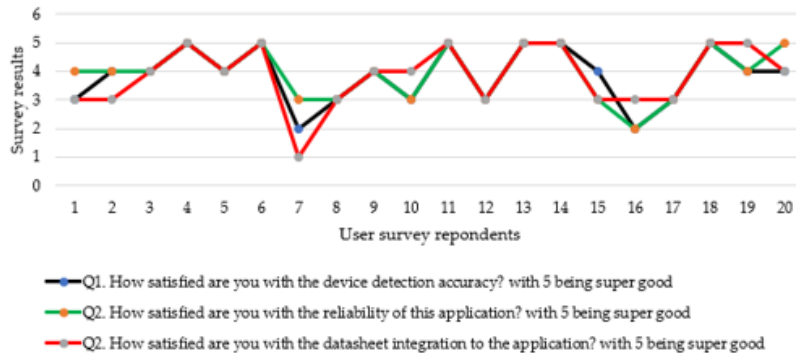 6
5
4
3
2
1
0
Survey results
1 2 3 4 5 6 7 8 9 10 11 12 13 14 15 16 17 18 19 20
User survey repondents
Q1. How satisfied are you with the device detection accuracy? with 5 being super good
Q2. How satisfied are you with the reliability of this application? with 5 being super good
Q2. How satisfied are you with the datasheet integration to the application? with 5 being super good